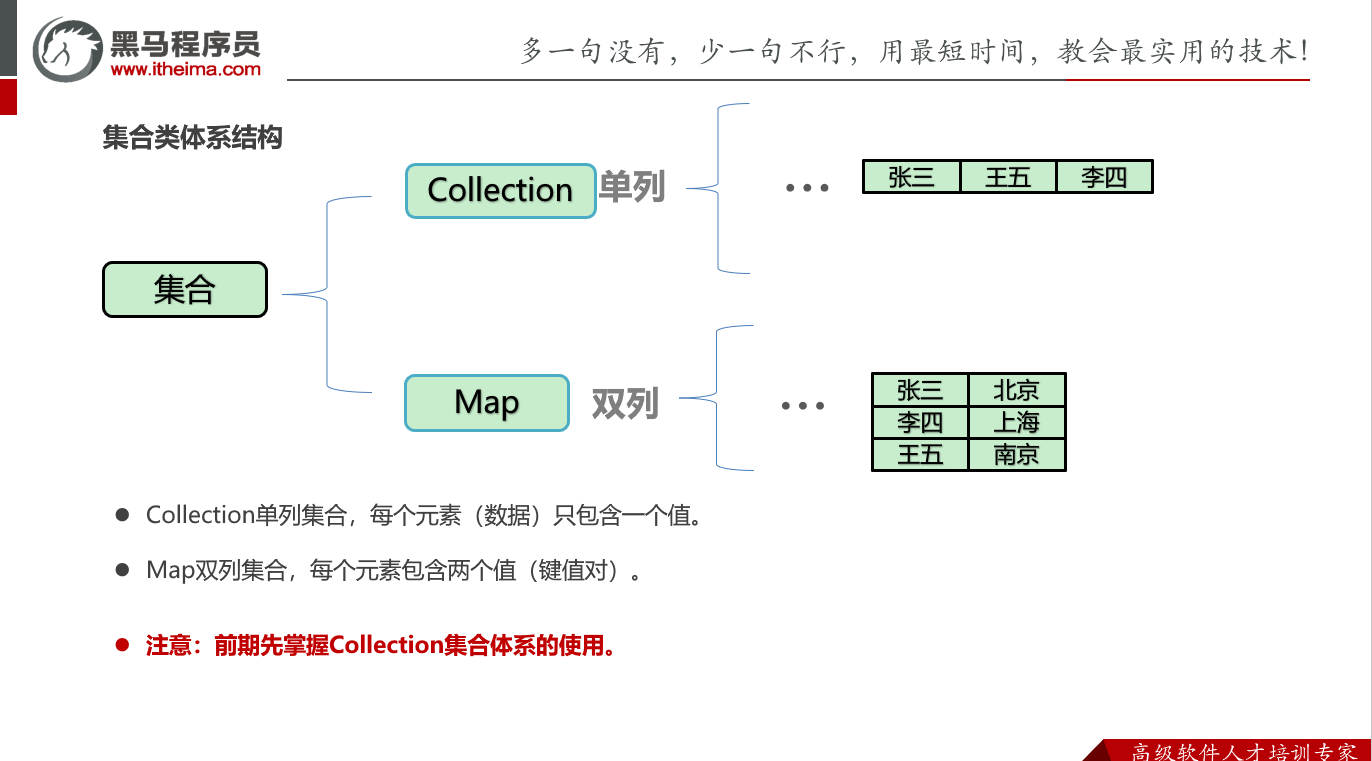 黑马程序员
www.itheima.com
多一句没有，少一句不行，用最短时间，教会最实用的技术！
集合类体系结构
Collection
单列
•••
张三 王五 李四
集合
Map
双列
•••
张三 北京
李四 上海
王五 南京
● Collection单列集合，每个元素（数据）只包含一个值。
● Map双列集合，每个元素包含两个值（键值对）。
● 注意：前期先掌握Collection集合体系的使用。
高级软件人才培训专家